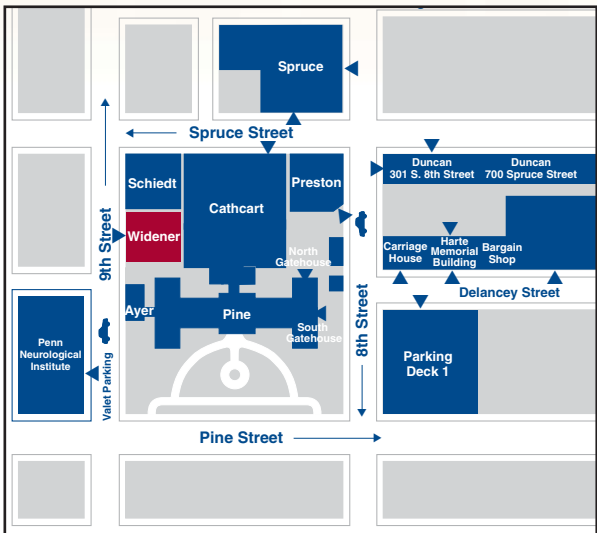 Spruce
Spruce Street
Schiedt
Cathcart
Preston
Duncan
301 S. 8th Street
Duncan
700 Spruce Street
Widener
9th Street
North
Gatehouse
Carriage
House
Harte
Memorial
Building
Bargain
Shop
Delancey Street
Ayer
Pine
South
Gatehouse
8th Street
Penn
Neurological
Institute
Valet Parking
Parking
Deck 1
Pine Street